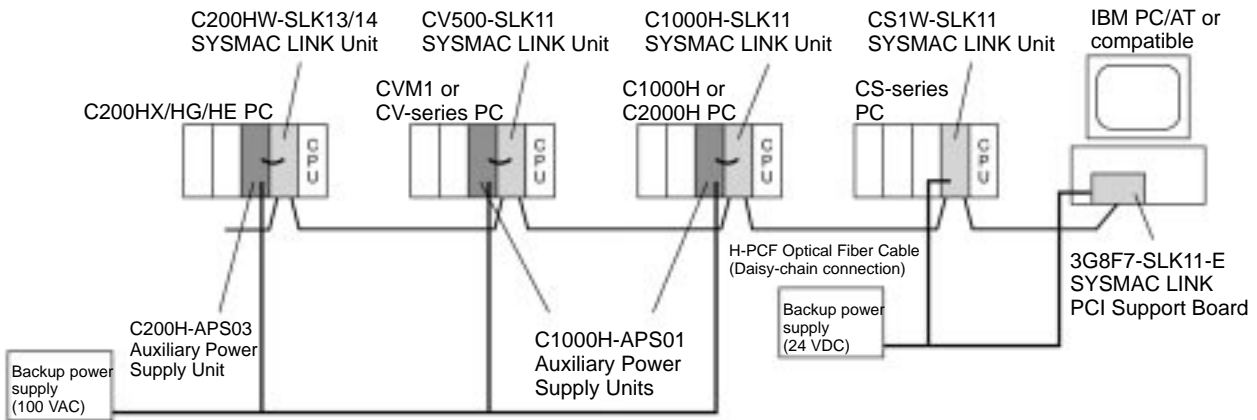 C200HW-SLK13/14
SYSMAC LINK Unit
CV500-SLK11
SYSMAC LINK Unit
C1000H-SLK11
SYSMAC LINK Unit
CS1W-SLK11
SYSMAC LINK Unit
IBM PC/AT or
compatible
C200HX/HG/HE PC
CVM1 or
CV-series PC
C1000H or
C2000H PC
CS-series
PC
CPU
CPU
CPU
CPU
H-PCF Optical Fiber Cable
(Daisy-chain connection)
3G8F7-SLK11-E
SYSMAC LINK
PCI Support Board
C200H-APS03
Auxiliary Power
Supply Unit
C1000H-APS01
Auxiliary Power
Supply Units
Backup power
supply
(24 VDC)
Backup power
supply
(100 VAC)